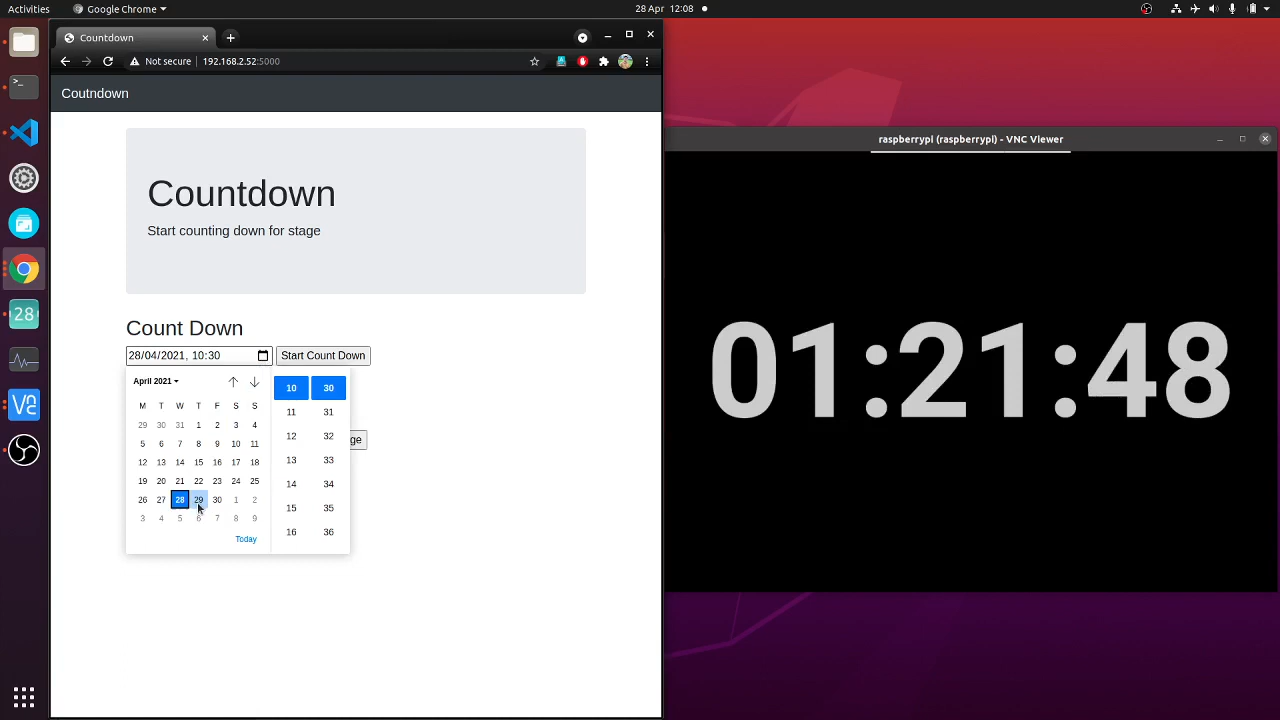 Activities
Google Chrome
28 Apr 12:08
Countdown
Not secure
192.168.2.52:5000
Coutndown
Countdown
Start counting down for stage
Count Down
28/04/2021, 10:30
Start Count Down
April 2021
M T W T F S S
29 30 31 1 2 3 4
5 6 7 8 9 10 11
12 13 14 15 16 17 18
19 20 21 22 23 24 25
26 27 28 29 30 1 2
3 4 5 6 7 8 9
Today
10 30
11 31
12 32
13 33
14 34
15 35
16 36
ge
28
raspberrypi (raspberrypi) - VNC Viewer
01:21:48